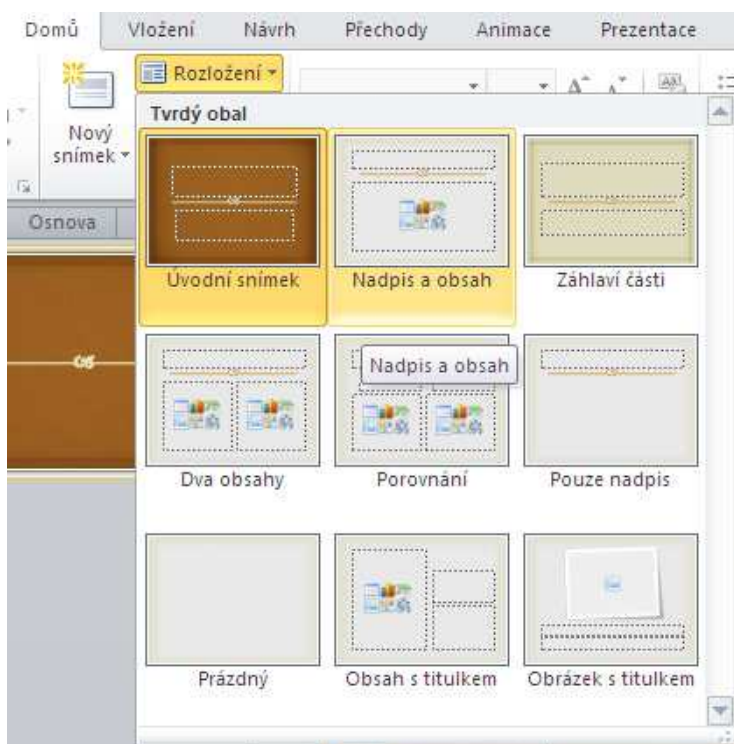 Domů Vložení Návrh Přechody Animace Prezentace
Rozložení
Nový
snímek
Tvrdý obal
Osnova
Úvodní snímek Nadpis a obsah Záhlaví části
Nadpis a obsah
Dva obsahy Porovnání Pouze nadpis
Prázdný Obsah s titulkem Obrázek s titulkem